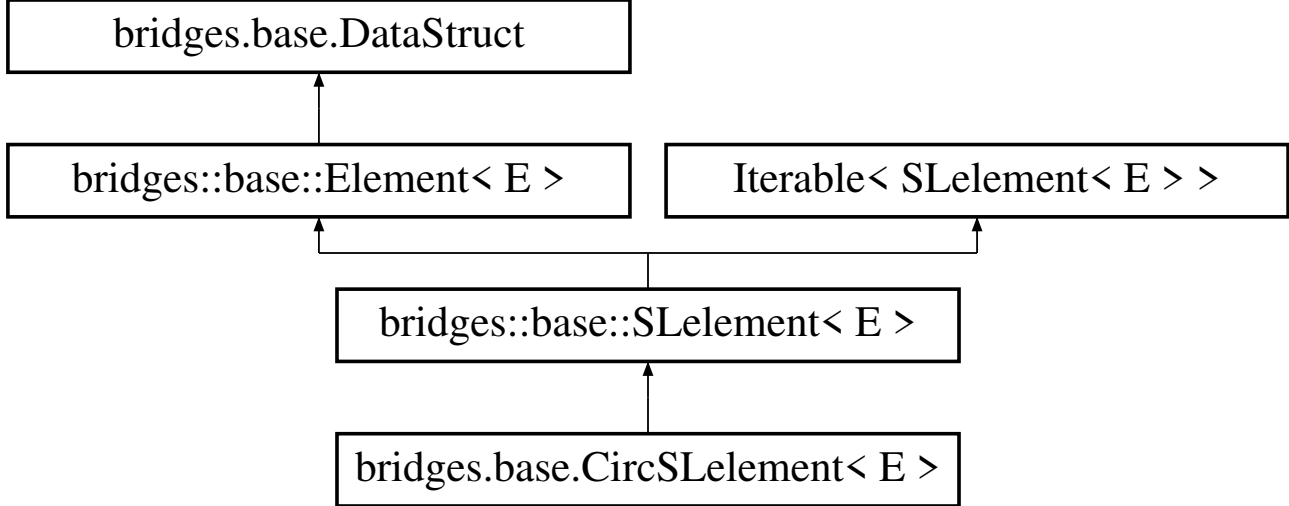 bridges.base.DataStruct
bridges::base::Element< E >
Iterable< SLelement< E > >
bridges::base::SLelement< E >
bridges.base.CircSLelement< E >